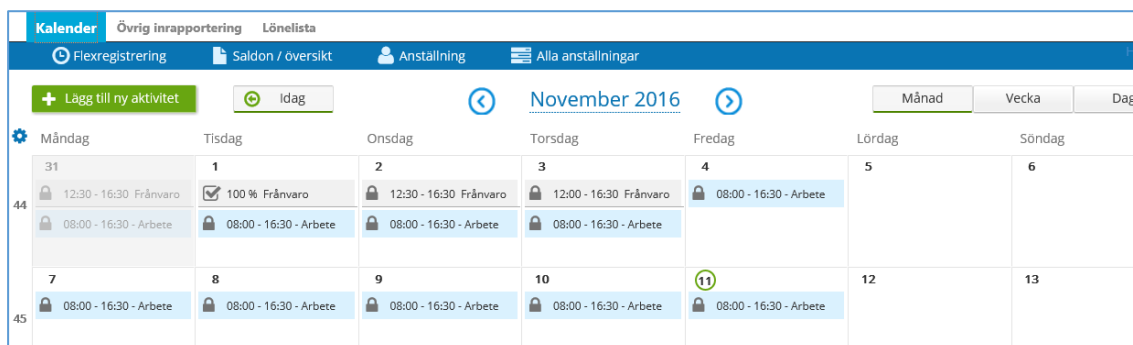 Kalender Övrig inrapportering Lönelista
Flexregistrering Saldon / översikt Anställning Alla anställningar
Lägg till ny aktivitet Idag November 2016 Månad Vecka Dag
Måndag Tisdag Onsdag Torsdag Fredag Lördag Söndag
31 1 2 3 4 5 6
12:30 - 16:30 Frånvaro 100 % Frånvaro 12:30 - 16:30 Frånvaro 12:00 - 16:30 Frånvaro 08:00 - 16:30 - Arbete
44
08:00 - 16:30 - Arbete 08:00 - 16:30 - Arbete 08:00 - 16:30 - Arbete 08:00 - 16:30 - Arbete
7 8 9 10 11 12 13
08:00 - 16:30 - Arbete 08:00 - 16:30 - Arbete 08:00 - 16:30 - Arbete 08:00 - 16:30 - Arbete 08:00 - 16:30 - Arbete
45